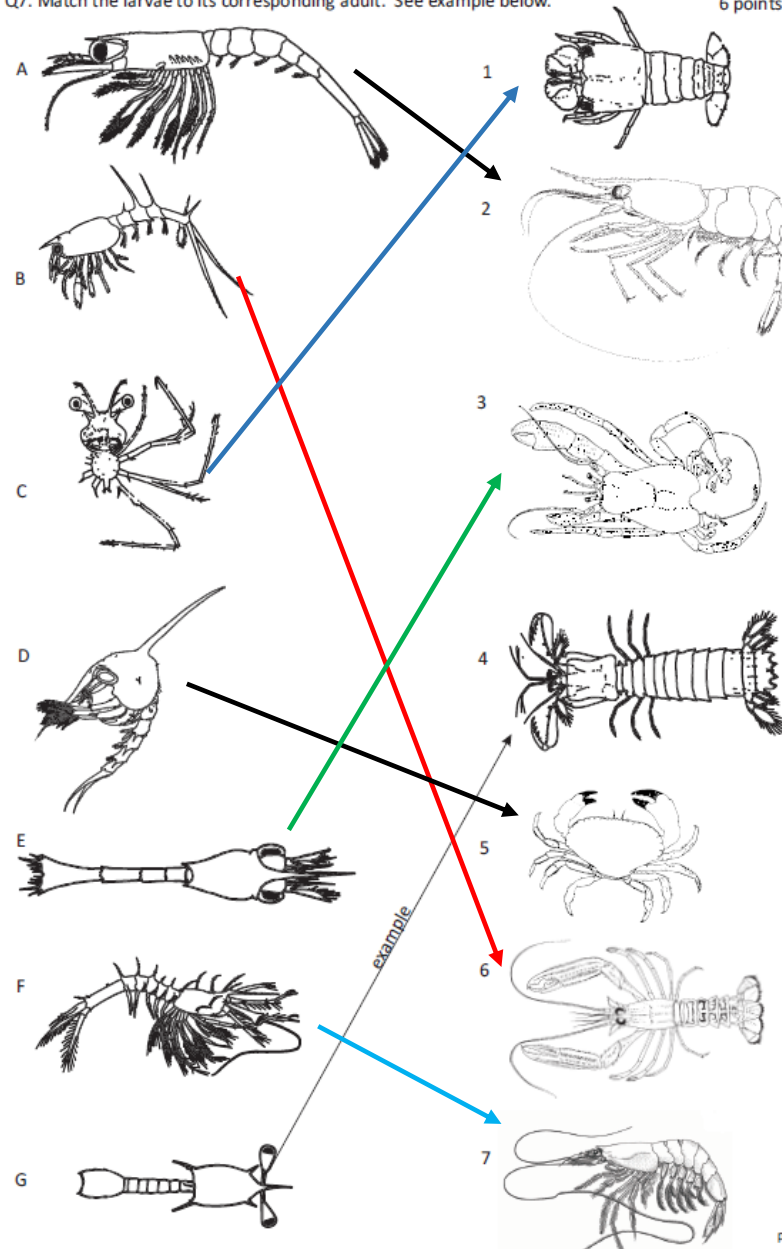 Q7. Match the larvae to its corresponding adult. See example below.
6 points
A
1
2
B
3
C
D
4
E
5
example
F
6
7
G